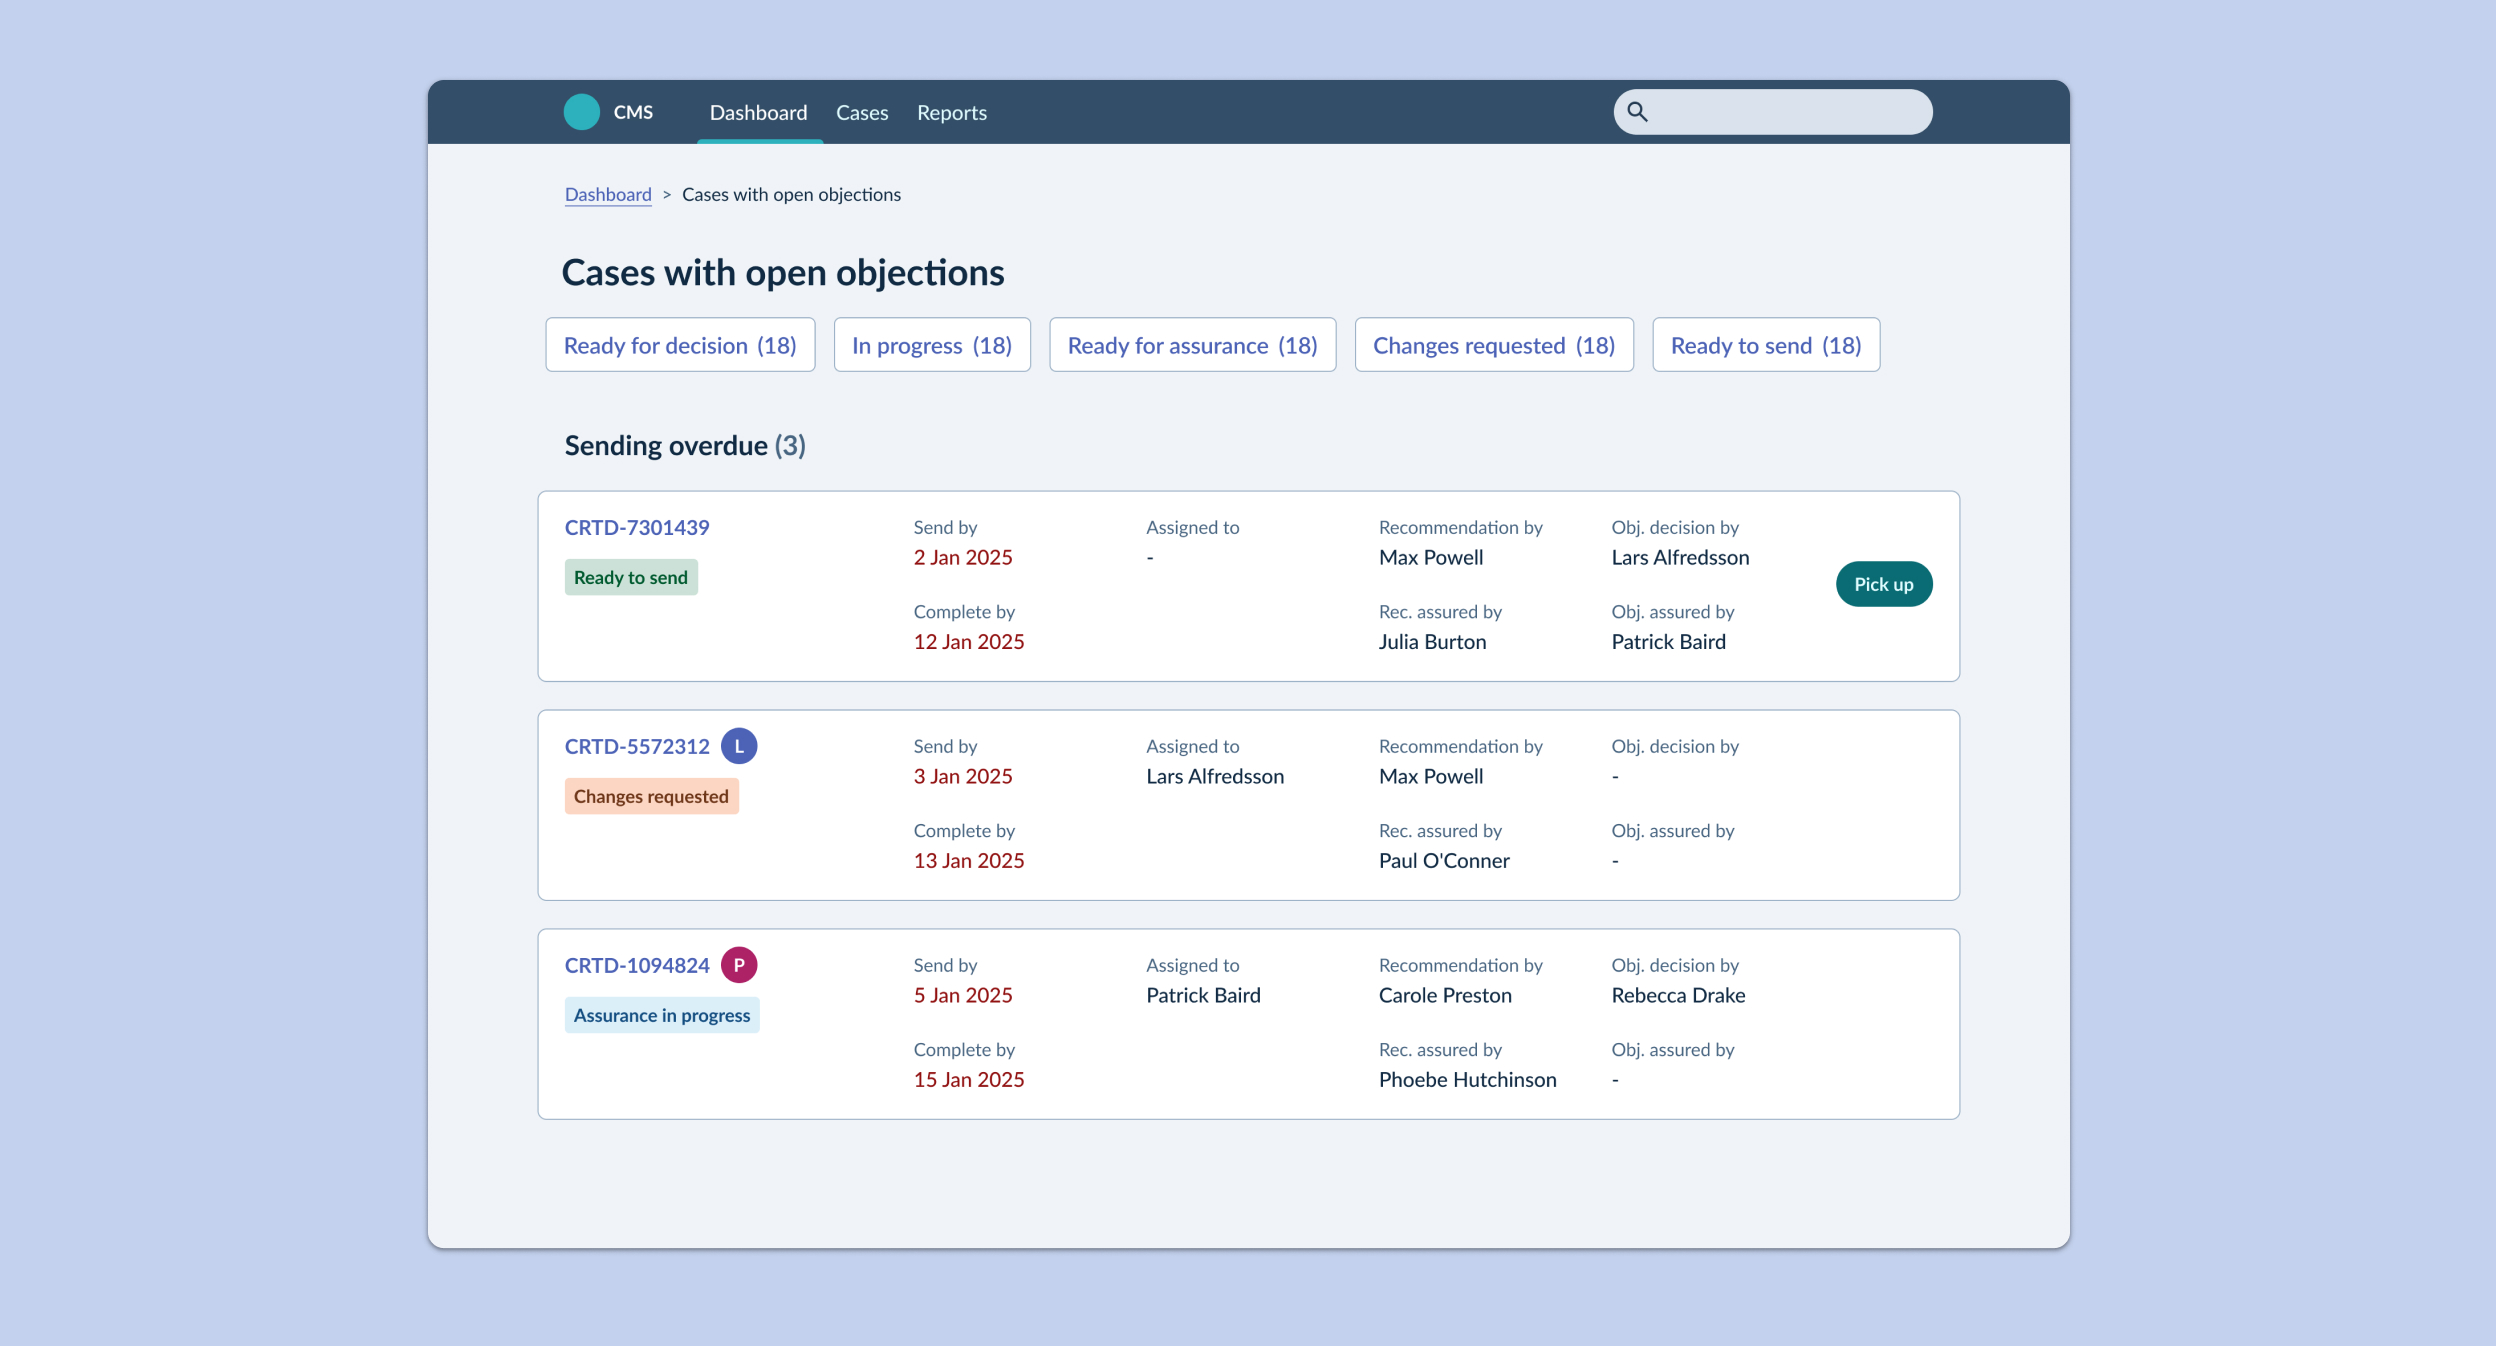 CMS Dashboard Cases Reports
Dashboard > Cases with open objections
Cases with open objections
Ready for decision (18) In progress (18) Ready for assurance (18) Changes requested (18) Ready to send (18)
Sending overdue (3)
CRTD-7301439 Send by Assigned to Recommendation by Obj. decision by
2 Jan 2025 - Max Powell Lars Alfredsson
Ready to send Pick up
Complete by Rec. assured by Obj. assured by
12 Jan 2025 Julia Burton Patrick Baird
CRTD-5572312 L Send by Assigned to Recommendation by Obj. decision by
3 Jan 2025 Lars Alfredsson Max Powell -
Changes requested
Complete by Rec. assured by Obj. assured by
13 Jan 2025 Paul O'Conner -
CRTD-1094824 P Send by Assigned to Recommendation by Obj. decision by
5 Jan 2025 Patrick Baird Carole Preston Rebecca Drake
Assurance in progress
Complete by Rec. assured by Obj. assured by
15 Jan 2025 Phoebe Hutchinson -